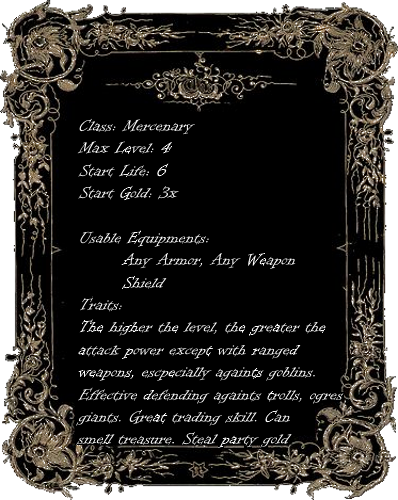 Class: Mercenary
Max Level: 4
Start Life: 6
Start Gold: 3x
Usable Equipments:
Any Armor, Any Weapon
Shield
Traits:
The higher the level, the greater the
attack power except with ranged
weapons, escpecially againts goblins.
Effective defending againts trolls, ogres
giants. Great trading skill. Can
smell treasure. Steal party gold